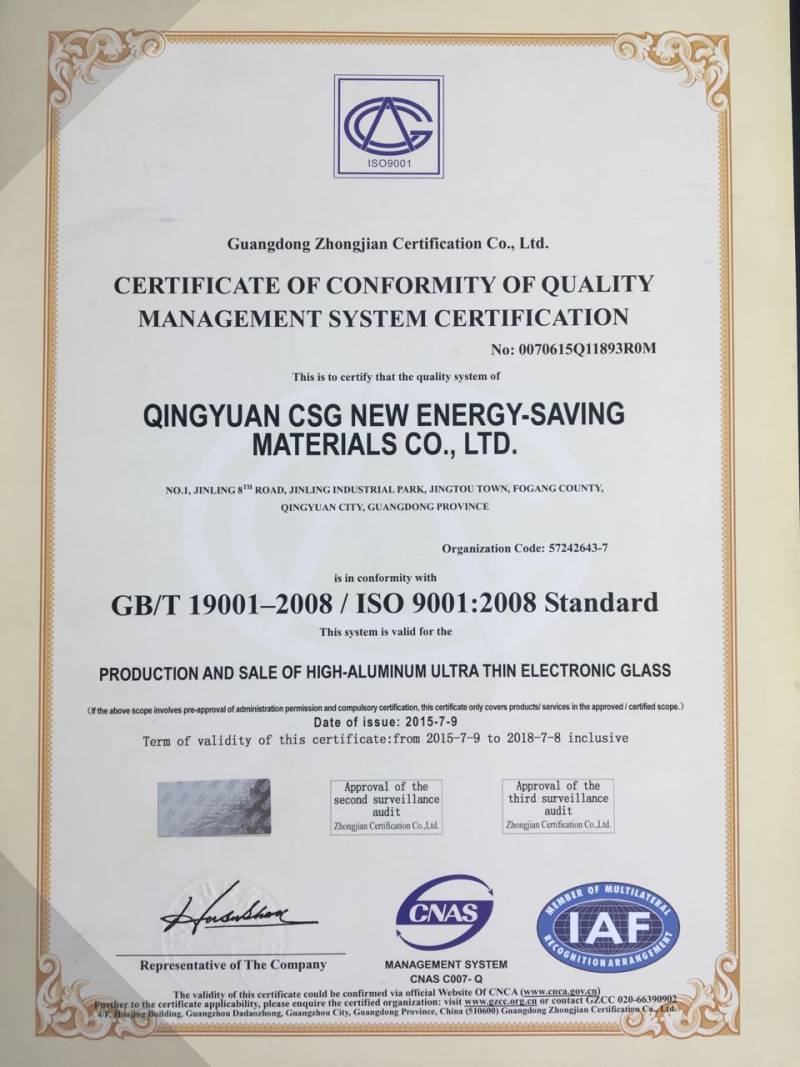 ISO9001
Guangdong Zhongjian Certification Co., Ltd.
CERTIFICATE OF CONFORMITY OF QUALITY
MANAGEMENT SYSTEM CERTIFICATION
No: 0070615Q11893R0M
This is to certify that the quality system of
QINGYUAN CSG NEW ENERGY-SAVING
MATERIALS CO., LTD.
NO.1, JINLING 8TH ROAD, JINLING INDUSTRIAL PARK, JINGTOU TOWN, FOGANG COUNTY,
QINGYUAN CITY, GUANGDONG PROVINCE
Organization Code: 57242643-7
is in conformity with
GB/T 19001–2008 / ISO 9001:2008 Standard
This system is valid for the
PRODUCTION AND SALE OF HIGH-ALUMINUM ULTRA THIN ELECTRONIC GLASS
(If the above scope involves pre-approval of administration permission and compulsory certification, this certificate only covers products/ services in the approved / certified scope.)
Date of issue: 2015-7-9
Term of validity of this certificate:from 2015-7-9 to 2018-7-8 inclusive
Approval of the
second surveillance
audit
Zhongjian Certification Co.,Ltd.
Approval of the
third surveillance
audit
Zhongjian Certification Co.,Ltd.
Representative of The Company
CNAS
MANAGEMENT SYSTEM
CNAS C007- Q
MEMBER OF MULTILATERAL
IAF
RECOGNITION ARRANGEMENT
The validity of this certificate could be confirmed via official Website Of CNCA (www.cnca.gov.cn)
Further to the certificate applicability, please enquire the certified organization: visit www.gzcc.org.cn or contact GZCC 020-66390902
4/F, Huajing Building, Guangzhou Dadaozhong, Guangzhou City, Guangdong Province, China (510600) Guangdong Zhongjian Certification Co., Ltd.